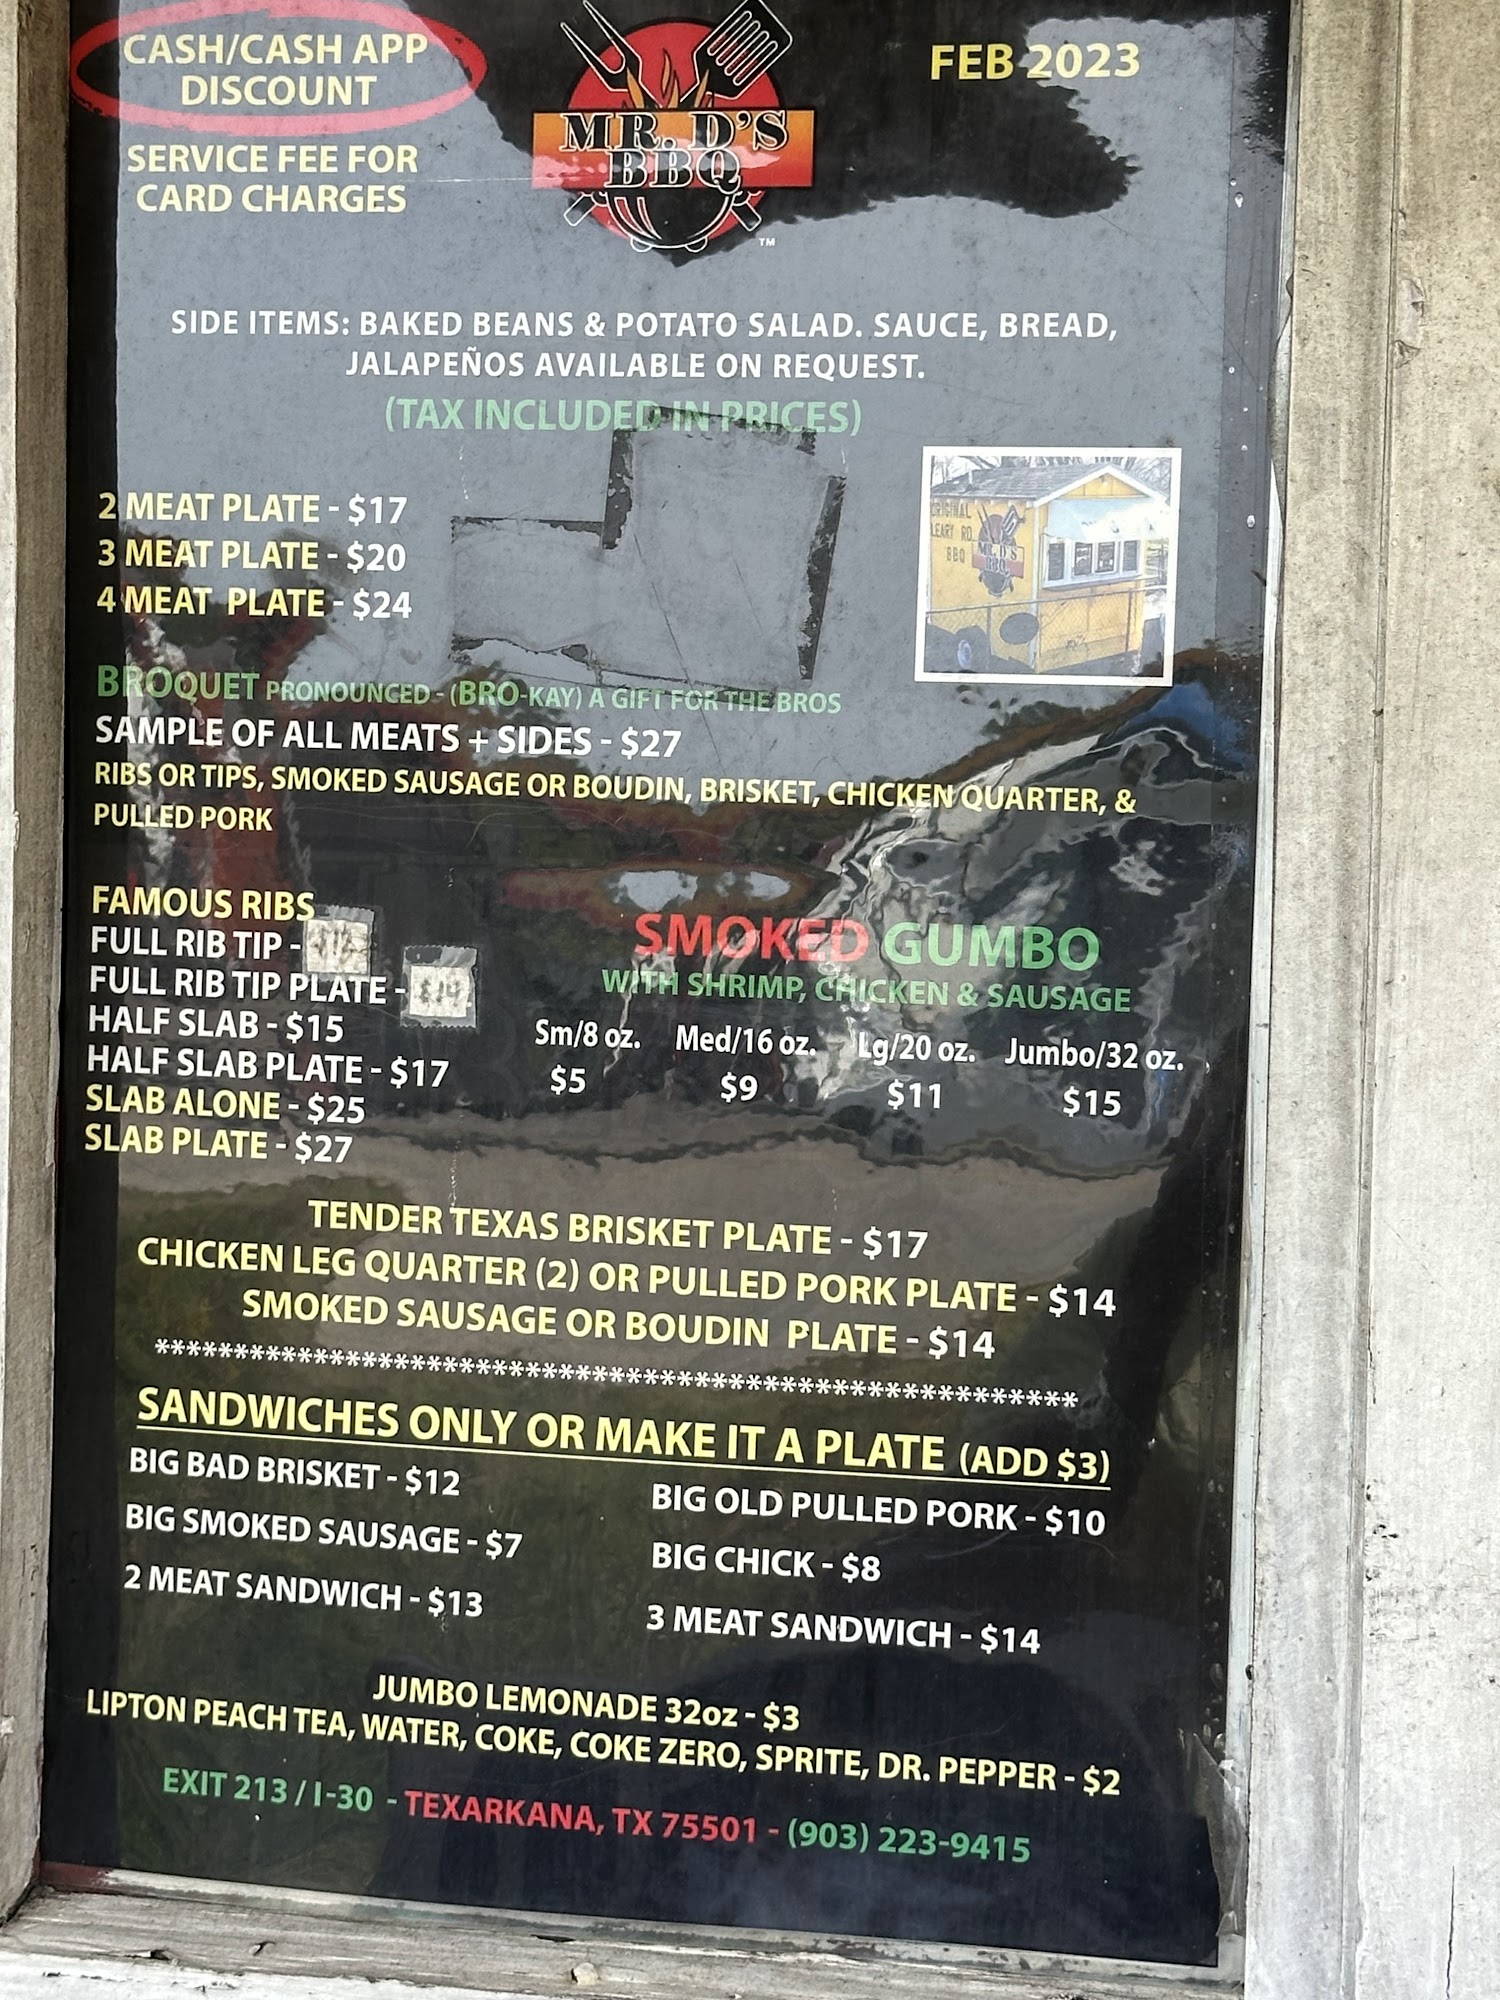 CASH/CASH APP
DISCOUNT
SERVICE FEE FOR
CARD CHARGES
MR. D'S
BBQ
™
FEB 2023
SIDE ITEMS: BAKED BEANS & POTATO SALAD. SAUCE, BREAD,
JALAPEÑOS AVAILABLE ON REQUEST.
(TAX INCLUDED IN PRICES)
2 MEAT PLATE - $17
3 MEAT PLATE - $20
4 MEAT PLATE - $24
LEARY RD
BBQ
MR. D'S
BBQ
BROQUET PRONOUNCED - (BRO-KAY) A GIFT FOR THE BROS
SAMPLE OF ALL MEATS + SIDES - $27
RIBS OR TIPS, SMOKED SAUSAGE OR BOUDIN, BRISKET, CHICKEN QUARTER, &
PULLED PORK
FAMOUS RIBS
FULL RIB TIP -
FULL RIB TIP PLATE -
HALF SLAB - $15
HALF SLAB PLATE - $17
SLAB ALONE - $25
SLAB PLATE - $27
SMOKED GUMBO
WITH SHRIMP, CHICKEN & SAUSAGE
Sm/8 oz. Med/16 oz. Lg/20 oz. Jumbo/32 oz.
$5 $9 $11 $15
TENDER TEXAS BRISKET PLATE - $17
CHICKEN LEG QUARTER (2) OR PULLED PORK PLATE - $14
SMOKED SAUSAGE OR BOUDIN PLATE - $14
**********************************************************
SANDWICHES ONLY OR MAKE IT A PLATE (ADD $3)
BIG BAD BRISKET - $12
BIG OLD PULLED PORK - $10
BIG SMOKED SAUSAGE - $7
BIG CHICK - $8
2 MEAT SANDWICH - $13
3 MEAT SANDWICH - $14
JUMBO LEMONADE 32oz - $3
LIPTON PEACH TEA, WATER, COKE, COKE ZERO, SPRITE, DR. PEPPER - $2
EXIT 213 / I-30 - TEXARKANA, TX 75501 - (903) 223-9415